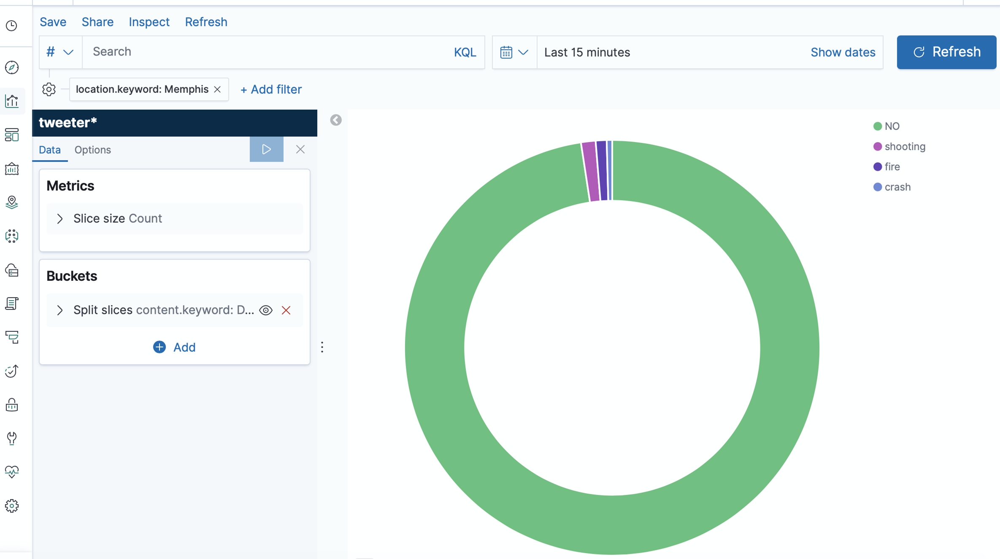 Save Share Inspect Refresh
# Search KQL Last 15 minutes Show dates Refresh
location.keyword: Memphis + Add filter
tweeter*
Data Options
Metrics
Slice size Count
Buckets
Split slices content.keyword: D...
Add
NO
shooting
fire
crash